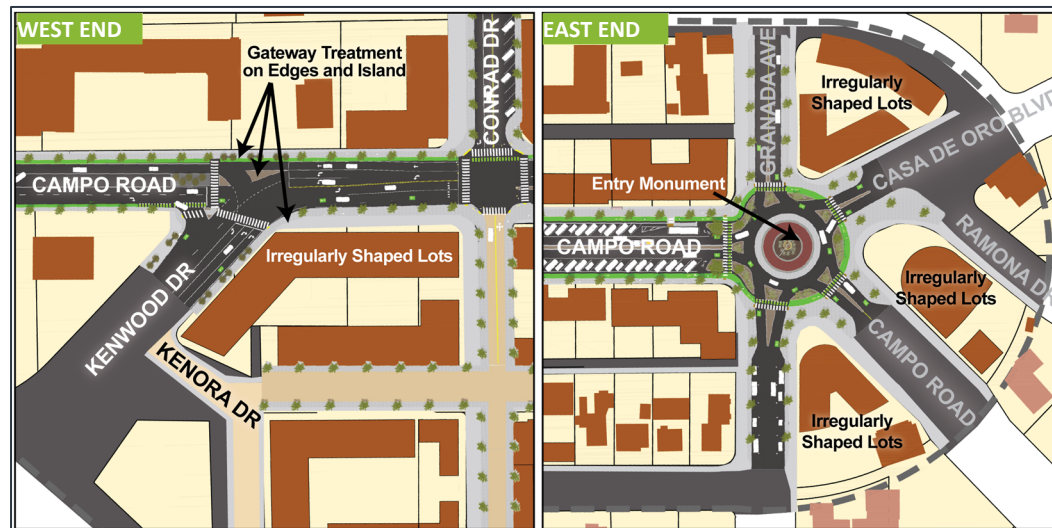 WEST END
Gateway Treatment
on Edges and Island
CONRAD DR
CAMPO ROAD
Irregularly Shaped Lots
KENWOOD DR
KENORA DR
EAST END
GRANADA AVE
Irregularly
Shaped Lots
CASA DE ORO BLVD
Entry Monument
CAMPO ROAD
RAMONA DR
Irregularly
Shaped Lots
CAMPO ROAD
Irregularly
Shaped Lots